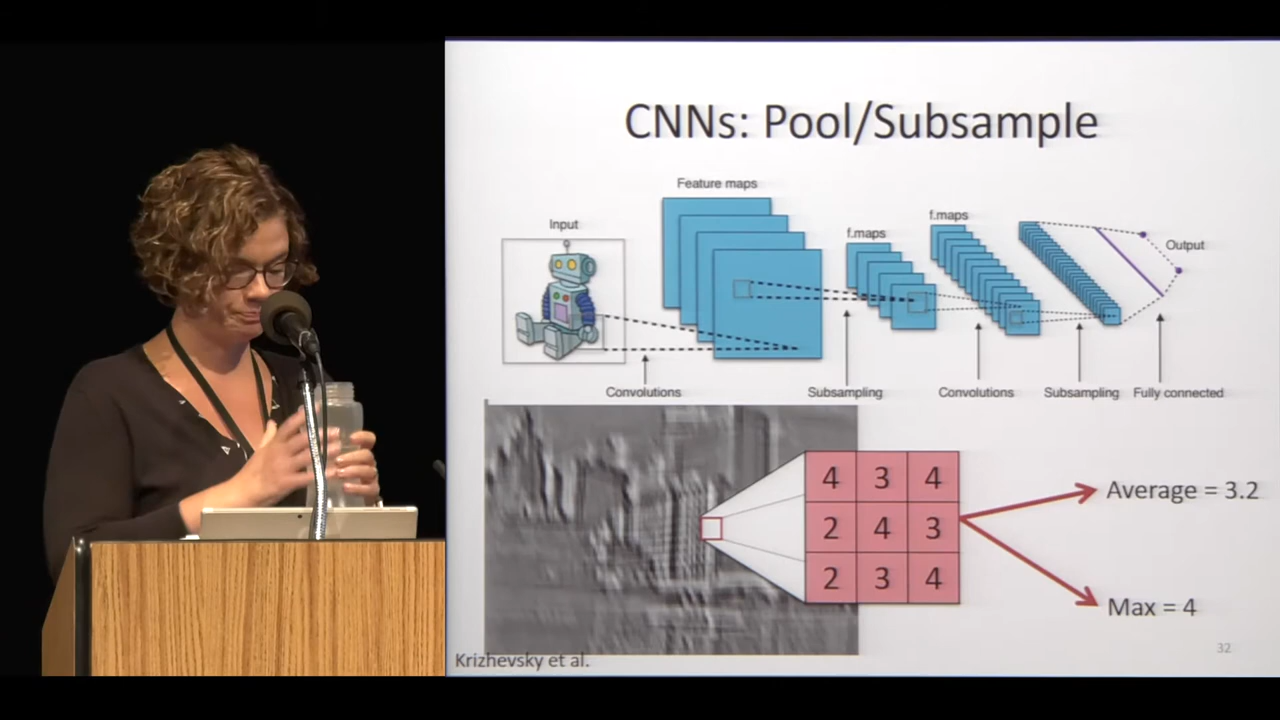 CNNs: Pool/Subsample
Feature maps
Input
f.maps
f.maps
Output
Convolutions
Subsampling
Convolutions
Subsampling
Fully connected
4 3 4
2 4 3
2 3 4
Average = 3.2
Max = 4
Krizhevsky et al.
32